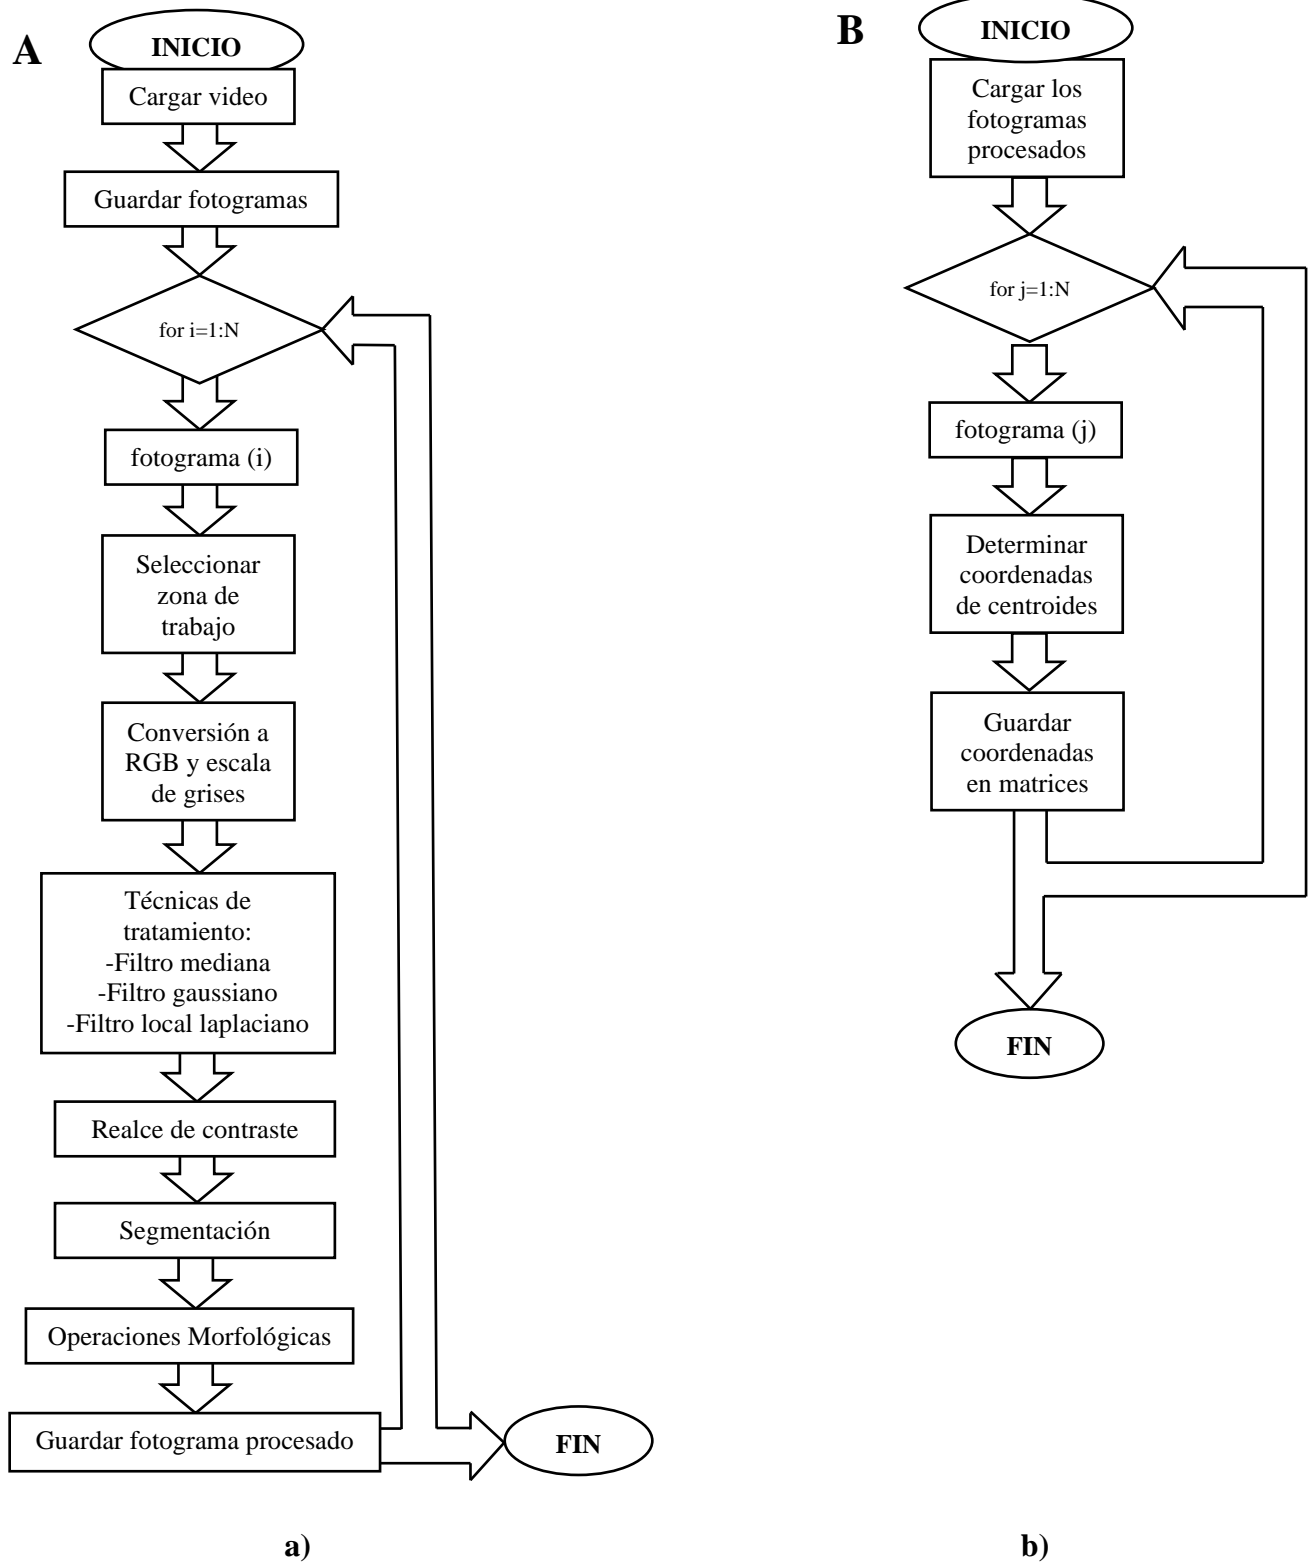 A
INICIO
Cargar video
Guardar fotogramas
for i=1:N
fotograma (i)
Seleccionar
zona de
trabajo
Conversión a
RGB y escala
de grises
Técnicas de
tratamiento:
-Filtro mediana
-Filtro gaussiano
-Filtro local laplaciano
Realce de contraste
Segmentación
Operaciones Morfológicas
Guardar fotograma procesado
FIN
a)
B
INICIO
Cargar los
fotogramas
procesados
for j=1:N
fotograma (j)
Determinar
coordenadas
de centroides
Guardar
coordenadas
en matrices
FIN
b)